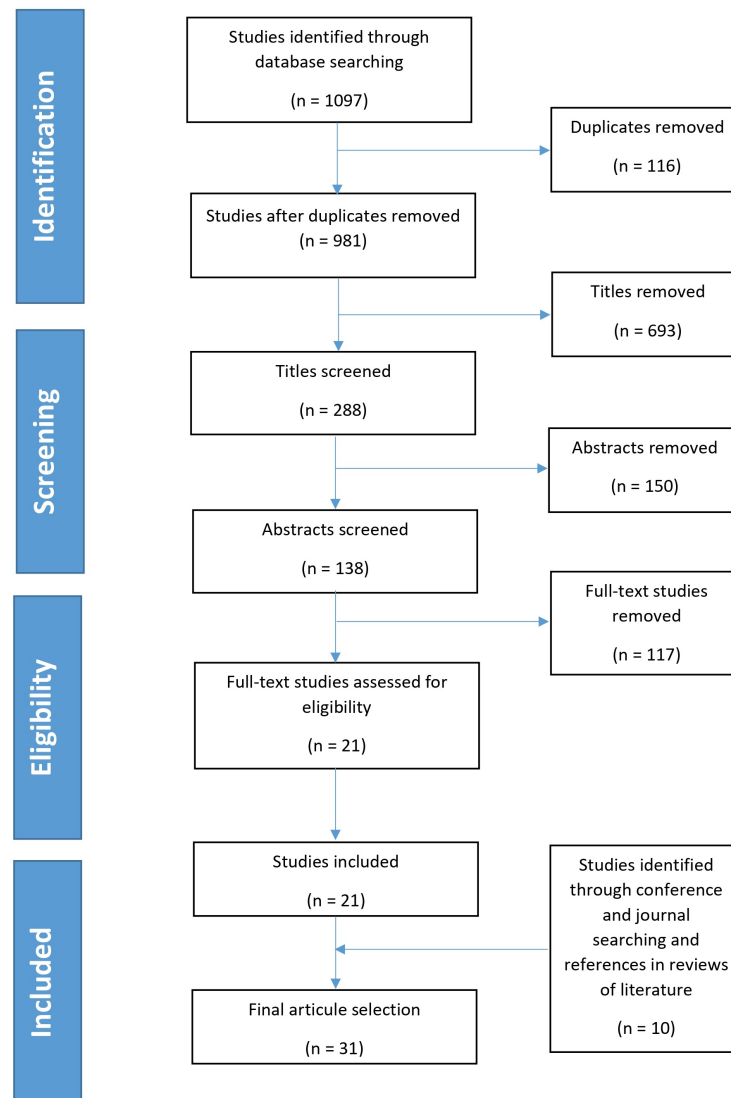 Identification
Studies identified through
database searching
(n = 1097)
Duplicates removed
(n = 116)
Studies after duplicates removed
(n = 981)
Titles removed
(n = 693)
Screening
Titles screened
(n = 288)
Abstracts removed
(n = 150)
Abstracts screened
(n = 138)
Full-text studies
removed
(n = 117)
Eligibility
Full-text studies assessed for
eligibility
(n = 21)
Included
Studies included
(n = 21)
Studies identified
through conference
and journal
searching and
references in reviews
of literature
(n = 10)
Final articule selection
(n = 31)